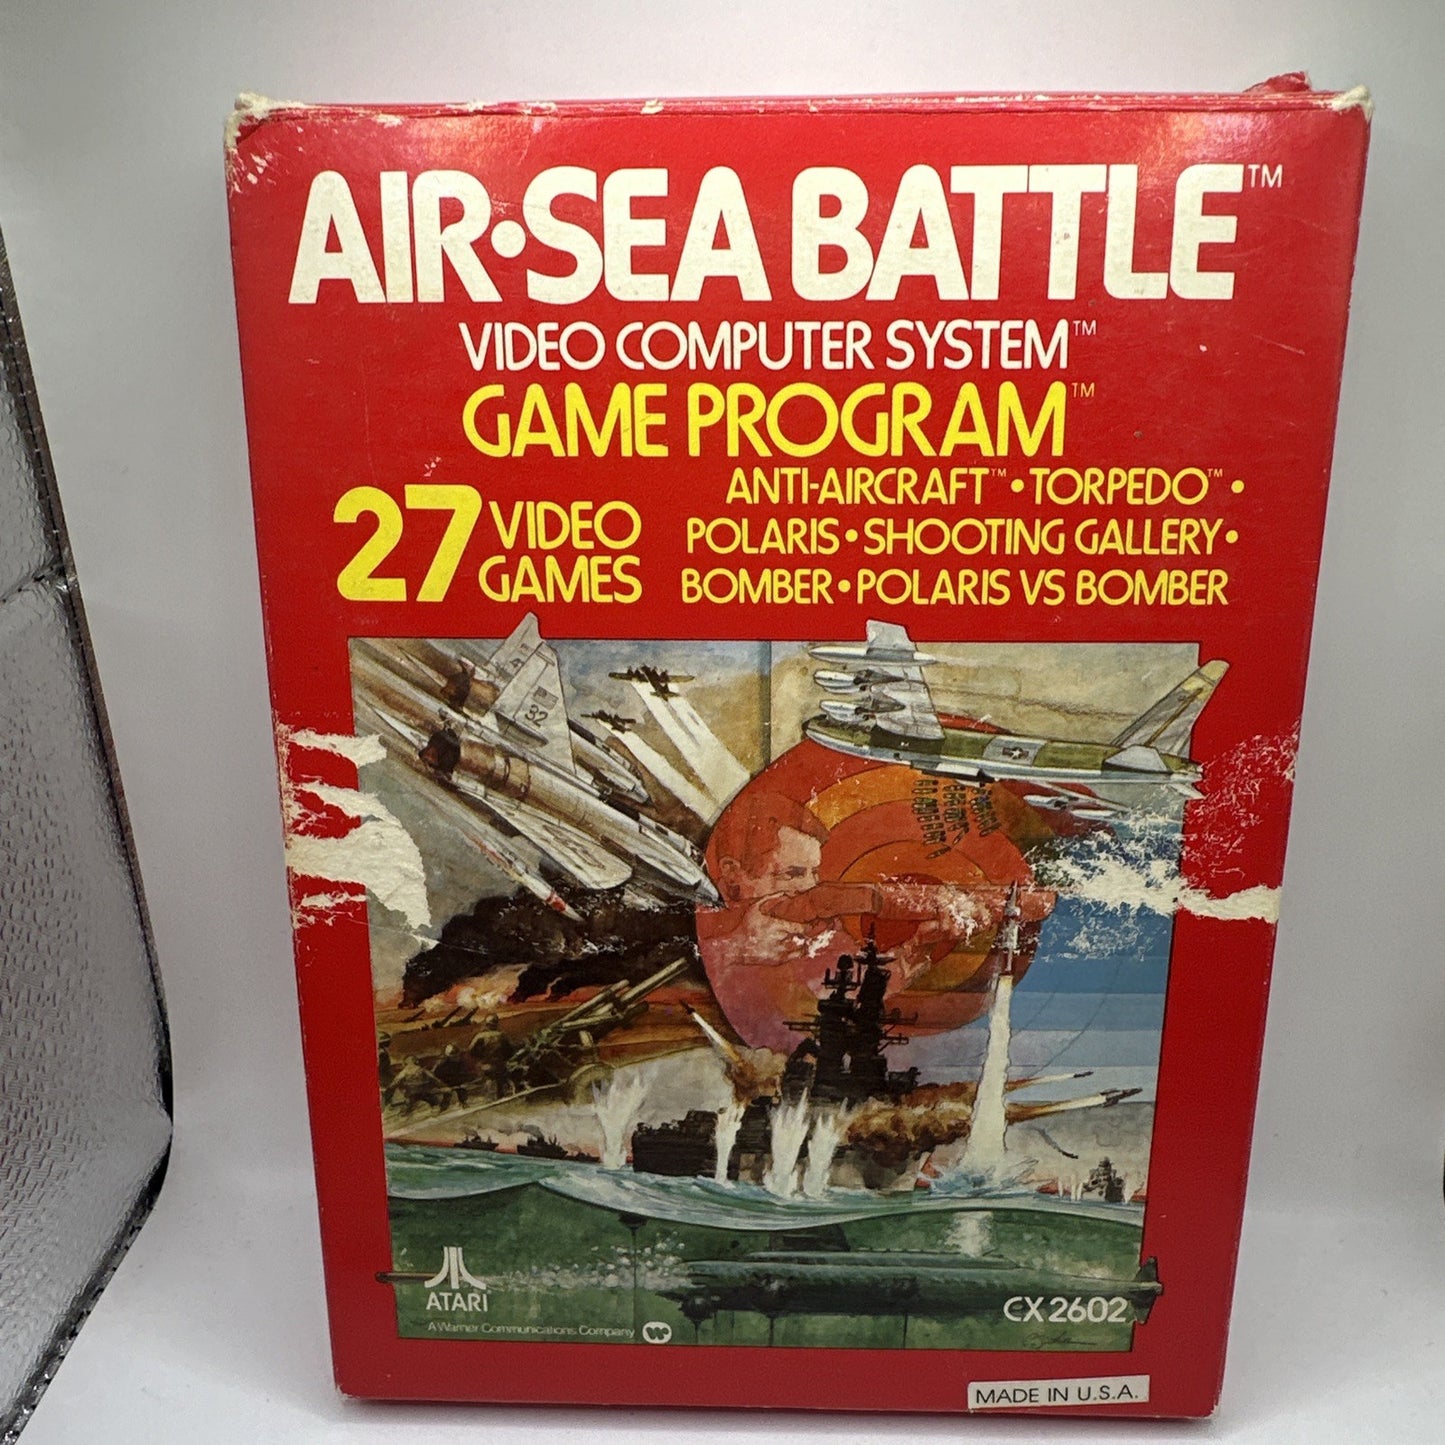 AIR·SEA BATTLE™
VIDEO COMPUTER SYSTEM™
GAME PROGRAM™
27 VIDEO GAMES
ANTI-AIRCRAFT™ • TORPEDO™ •
POLARIS • SHOOTING GALLERY •
BOMBER • POLARIS VS BOMBER
32
ATARI
A Warner Communications Company
CX2602
MADE IN U.S.A.